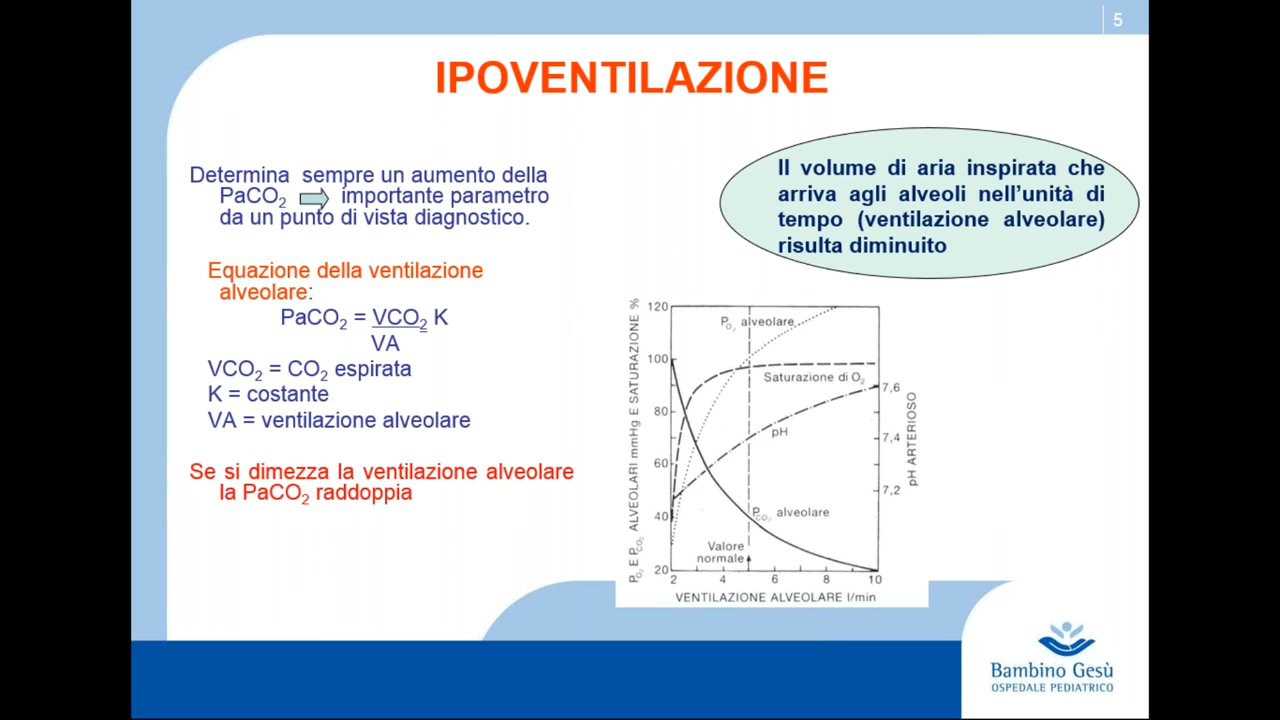 5
IPOVENTILAZIONE
Determina sempre un aumento della
PaCO₂ importante parametro
da un punto di vista diagnostico.
Equazione della ventilazione
alveolare:
PaCO₂ = VCO₂ K
VA
VCO₂ = CO₂ espirata
K = costante
VA = ventilazione alveolare
Se si dimezza la ventilazione alveolare
la PaCO₂ raddoppia
Il volume di aria inspirata che
arriva agli alveoli nell'unità di
tempo (ventilazione alveolare)
risulta diminuito
P_O₂ E P_CO₂ ALVEOLARI mmHg E SATURAZIONE %
120
100
80
60
40
20
P_O₂ alveolare
Saturazione di O₂
pH
P_CO₂ alveolare
Valore
normale
7,6
7,4
7,2
pH ARTERIOSO
2 4 6 8 10
VENTILAZIONE ALVEOLARE l/min
Bambino Gesù
OSPEDALE PEDIATRICO